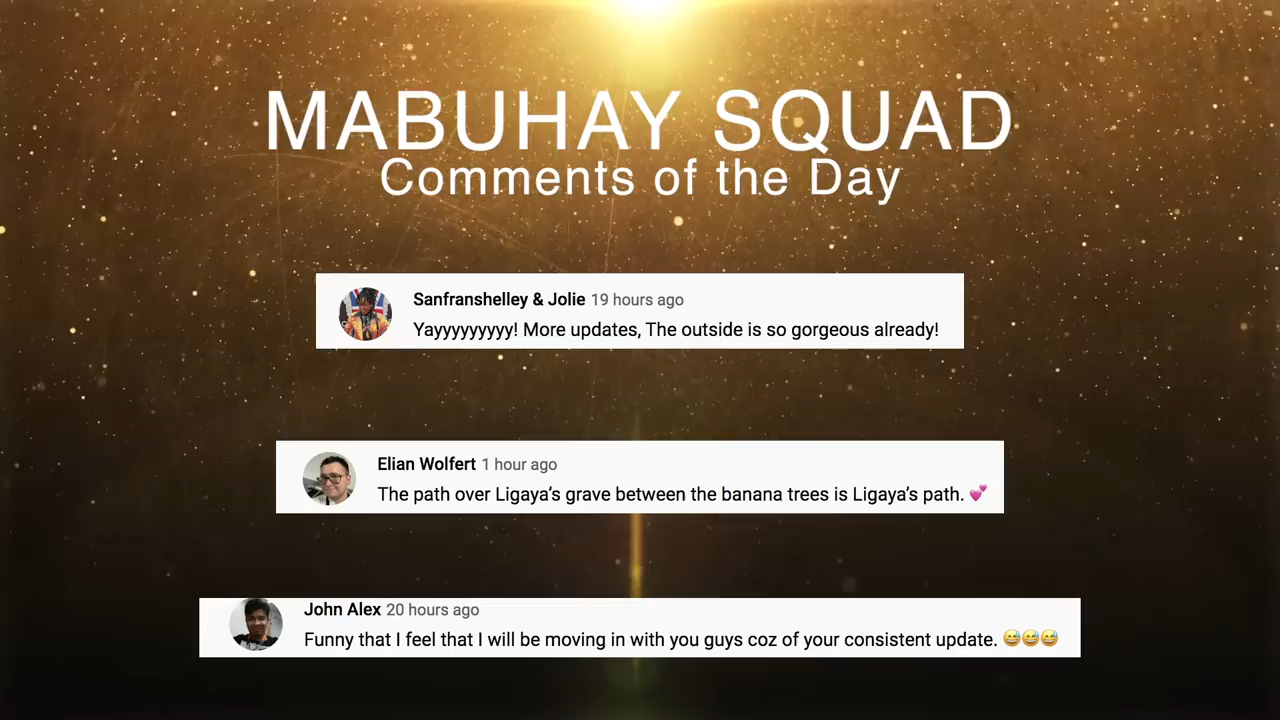 MABUHAY SQUAD
Comments of the Day
Sanfranshelley & Jolie 19 hours ago
Yayyyyyyyyy! More updates, The outside is so gorgeous already!
Elian Wolfert 1 hour ago
The path over Ligaya’s grave between the banana trees is Ligaya’s path. 💕
John Alex 20 hours ago
Funny that I feel that I will be moving in with you guys coz of your consistent update. 😅😅😅